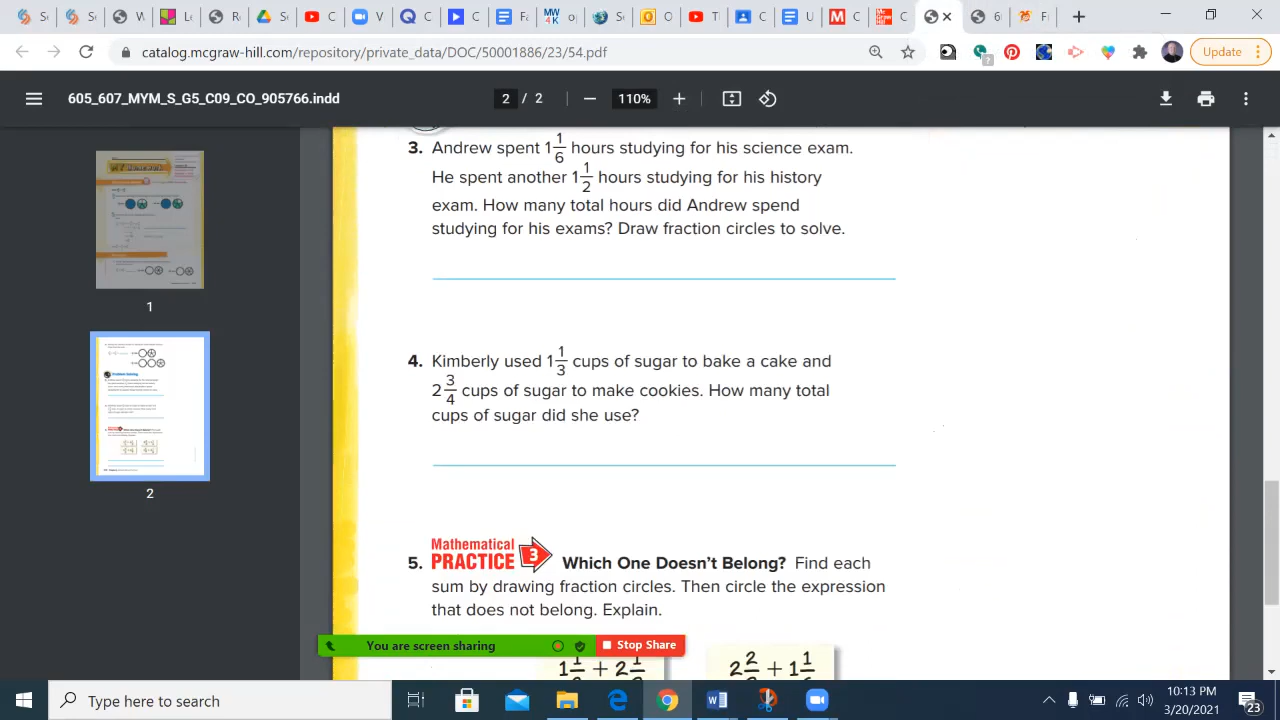 catalog.mcgraw-hill.com/repository/private_data/DOC/50001886/23/54.pdf
Update
605_607_MYM_S_G5_C09_CO_905766.indd
2 / 2
110%
1
2
3. Andrew spent 1 1/6 hours studying for his science exam.
He spent another 1 1/2 hours studying for his history
exam. How many total hours did Andrew spend
studying for his exams? Draw fraction circles to solve.
4. Kimberly used 1 1/3 cups of sugar to bake a cake and
2 3/4 cups of sugar to make cookies. How many total
cups of sugar did she use?
5. Mathematical PRACTICE 3 Which One Doesn't Belong? Find each
sum by drawing fraction circles. Then circle the expression
that does not belong. Explain.
You are screen sharing
Stop Share
Type here to search
10:13 PM
3/20/2021
23